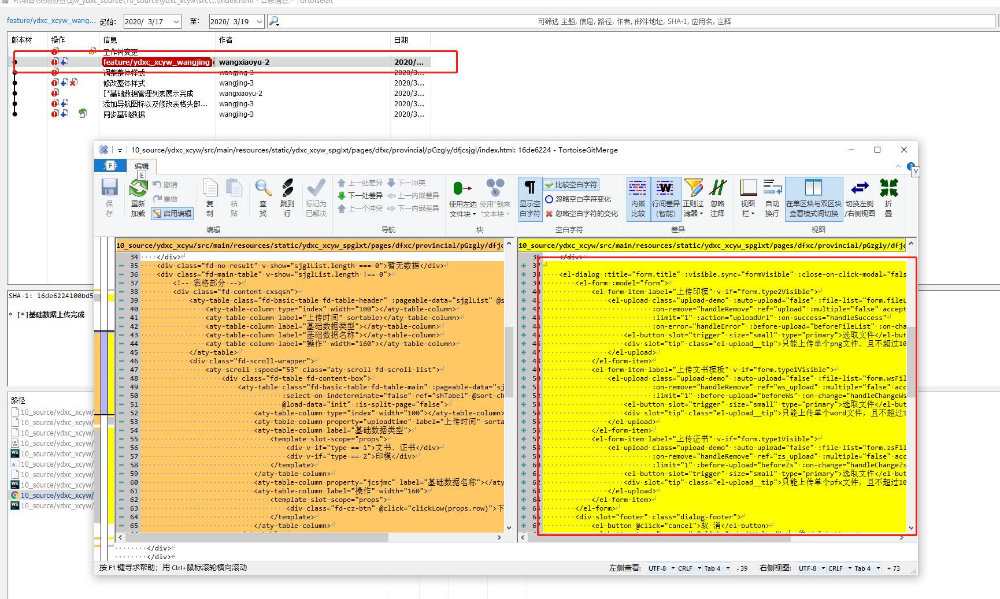 feature/ydxc_xcyw_wang... 起始: 2020/ 3/17 至: 2020/ 3/19 可筛选 主题, 信息, 路径, 作者, 邮件地址, SHA-1, 应用名, 注释
版本树 操作 信息 作者 日期
工作树变更
feature/ydxc_xcyw_wangjing wangxiaoyu-2 2020/...
调整整体样式 wangjing-3 2020/3...
修改整体样式 wangjing-3 2020/3...
[*基础数据管理列表展示完成 wangxiaoyu-2 2020/3...
添加导航图标以及修改表格头部... wangjing-3 2020/3...
同步基础数据 wangjing-3 2020/3...
SHA-1: 16de6224100bd5
* [*]基础数据上传完成
路径
10_source/ydxc_xcyw/
10_source/ydxc_xcyw/
10_source/ydxc_xcyw/
10_source/ydxc_xcyw/
10_source/ydxc_xcyw/
10_source/ydxc_xcyw/
10_source/ydxc_xcyw/
10_source/ydxc_xcyw/
10_source/ydxc_xcyw/
10_source/ydxc_xcyw/
10_source/ydxc_xcyw/src/main/resources/static/ydxc_xcyw_spglxt/pages/dfxc/provincial/pGzgly/dfjcsjgl/index.html: 16de6224 - TortoiseGitMerge
F 编辑
E Y
保存 重新加载 撤销 重做 启用编辑 复制 粘贴 查找 跳到行 标记为已解决
上一处差异 下一冲突
下一处差异 上一内嵌差异
上一个冲突 下一内嵌差异
使用左边文件块 使用"到来"文本块
显示空白字符 比较空白字符
忽略空白字符变化
忽略空白字符的变化
内嵌比较 行间差异(智能) 正则过滤器 忽略注释 视图栏 自动换行 在单区块与双区块查看模式间切换 切换左侧/右侧视图 折叠
编辑 导航 块 空白字符 差异 视图
10_source/ydxc_xcyw/src/main/resources/static/ydxc_xcyw_spglxt/pages/dfxc/provincial/pGzgly/dfjc
34 </div>
35 <div class="fd-no-result" v-show="sjglList.length === 0">暂无数据</div>
36 <div class="fd-main-table" v-show="sjglList.length !== 0">
37 <!-- 表格部分 -->
38 <div class="fd-content-cxsqsh">
39 <aty-table class="fd-basic-table fd-table-header" :pageable-data="sjglList" @s
40 <aty-table-column type="index" width="100"></aty-table-column>
41 <aty-table-column label="上传时间" sortable></aty-table-column>
42 <aty-table-column label="基础数据类型"></aty-table-column>
43 <aty-table-column label="基础数据名称"></aty-table-column>
44 <aty-table-column label="操作" width="160"></aty-table-column>
45 </aty-table>
46 <div class="fd-scroll-wrapper">
47 <aty-scroll :speed="53" class="aty-scroll fd-scroll-list">
48 <div class="fd-table fd-content-box">
49 <aty-table class="fd-basic-table fd-table-main" :pageable-data="sj
50 :select-on-indeterminate="false" ref="shTabel" @sort-ch
51 @load-data="init" :is-split-page="false">
52 <aty-table-column type="index" width="100"></aty-table-column>
53 <aty-table-column property="uploadtime" label="上传时间" sorta
54 <aty-table-column label="基础数据类型">
55 <template slot-scope="props">
56 <div v-if="type == 1">文书、证书</div>
57 <div v-if="type == 2">印模</div>
58 </template>
59 </aty-table-column>
60 <aty-table-column property="jcsjmc" label="基础数据名称"></aty
61 <aty-table-column label="操作" width="160">
62 <template slot-scope="props">
63 <div class="fd-cz-btn" @click="clickLow(props.row)">下
64 </template>
65 </aty-table-column>
10_source/ydxc_xcyw/src/main/resources/static/ydxc_xcyw_spglxt/pages/dfxc/provincial/pGzgly/dfjc
36 </div>
37
38 <el-dialog :title="form.title" :visible.sync="formVisible" :close-on-click-modal="fals
39 <el-form :model="form">
40 <el-form-item label="上传印模" v-if="form.type2Visible">
41 <el-upload class="upload-demo" :auto-upload="false" :file-list="form.fileL
42 :on-remove="handleRemove" ref="upload" :multiple="false" accept
43 :limit="1" :action="uploadUrl" :on-success="handleSuccess"
44 :on-error="handleError" :before-upload="beforeFileList" :on-cha
45 <el-button slot="trigger" size="small" type="primary">选取文件</el-but
46 <div slot="tip" class="el-upload__tip">只能上传单个png文件, 且不超过10
47 </el-upload>
48 </el-form-item>
49 <el-form-item label="上传文书模板" v-if="form.type1Visible">
50 <el-upload class="upload-demo" :auto-upload="false" :file-list="form.wsFil
51 :on-remove="handleRemove" ref="ws_upload" :multiple="false" acc
52 :limit="1" :before-upload="beforeWs" :on-change="handleChangeWs
53 <el-button slot="trigger" size="small" type="primary">选取文件</el-but
54 <div slot="tip" class="el-upload__tip">只能上传单个word文件, 且不超过1
55 </el-upload>
56 </el-form-item>
57 <el-form-item label="上传证书" v-if="form.type1Visible">
58 <el-upload class="upload-demo" :auto-upload="false" :file-list="form.zsFil
59 :on-remove="handleRemove" ref="zs_upload" :multiple="false" acc
60 :limit="1" :before-upload="beforeZs" :on-change="handleChangeZs
61 <el-button slot="trigger" size="small" type="primary">选取文件</el-but
62 <div slot="tip" class="el-upload__tip">只能上传单个pfx文件, 且不超过10
63 </el-upload>
64 </el-form-item>
65 </el-form>
66 <div slot="footer" class="dialog-footer">
67 <el-button @click="cancel">取 消</el-button>
</div>
</div>
按 F1 键寻求帮助; 用 Ctrl+鼠标滚轮横向滚动 左侧查看: UTF-8 CRLF Tab 4 - 39 右侧视图: UTF-8 CRLF Tab 4 + 73